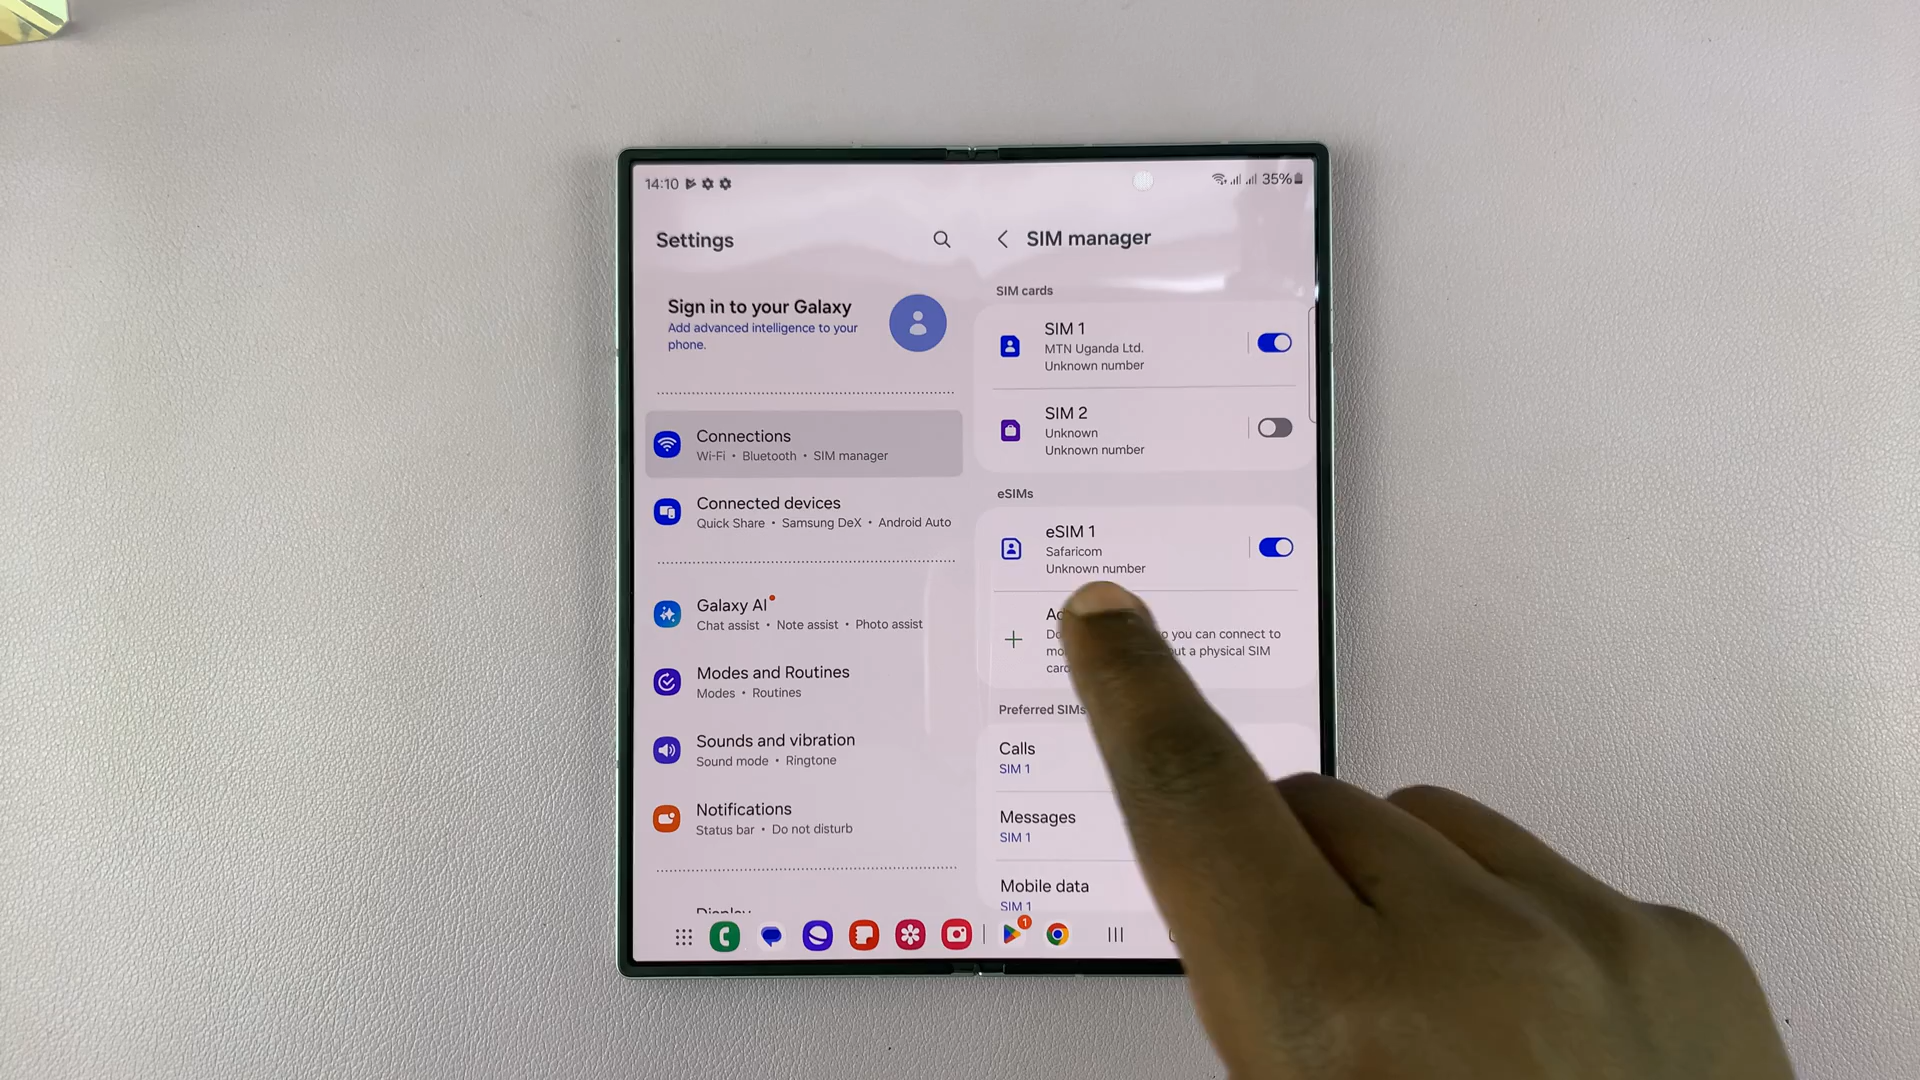 14:10
35%
Settings
Sign in to your Galaxy
Add advanced intelligence to your
phone.
Connections
Wi-Fi • Bluetooth • SIM manager
Connected devices
Quick Share • Samsung DeX • Android Auto
Galaxy AI
Chat assist • Note assist • Photo assist
Modes and Routines
Modes • Routines
Sounds and vibration
Sound mode • Ringtone
Notifications
Status bar • Do not disturb
Display
SIM manager
SIM cards
SIM 1
MTN Uganda Ltd.
Unknown number
SIM 2
Unknown
Unknown number
eSIMs
eSIM 1
Safaricom
Unknown number
you can connect to
a physical SIM
Preferred SIMs
Calls
SIM 1
Messages
SIM 1
Mobile data
SIM 1
1